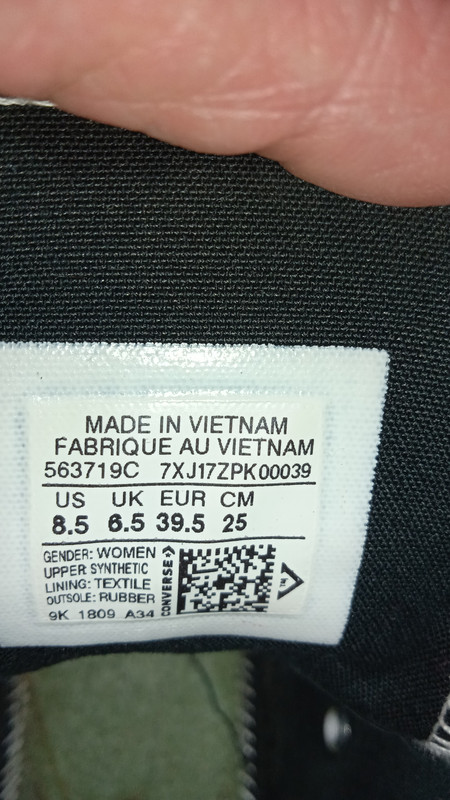 MADE IN VIETNAM
FABRIQUE AU VIETNAM
563719C 7XJ17ZPK00039
US UK EUR CM
8.5 6.5 39.5 25
GENDER: WOMEN
UPPER SYNTHETIC
LINING: TEXTILE
OUTSOLE: RUBBER
9K 1809 A34
CONVERSE
TM